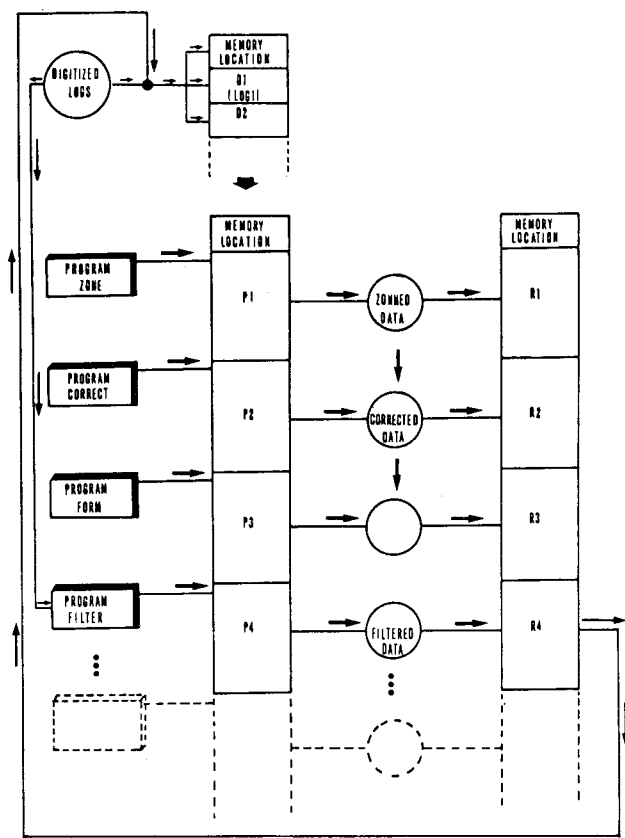 DIGITIZED
LOGS
MEMORY
LOCATION
D1
(LOG1)
D2
MEMORY
LOCATION
MEMORY
LOCATION
PROGRAM
ZONE
P1
ZONNED
DATA
R1
PROGRAM
CORRECT
P2
CORRECTED
DATA
R2
PROGRAM
FORM
P3
R3
PROGRAM
FILTER
P4
FILTERED
DATA
R4